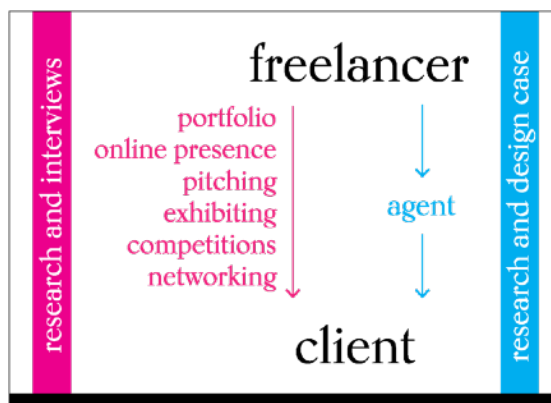 research and interviews
freelancer
portfolio
online presence
pitching
exhibiting
competitions
networking
agent
client
research and design case